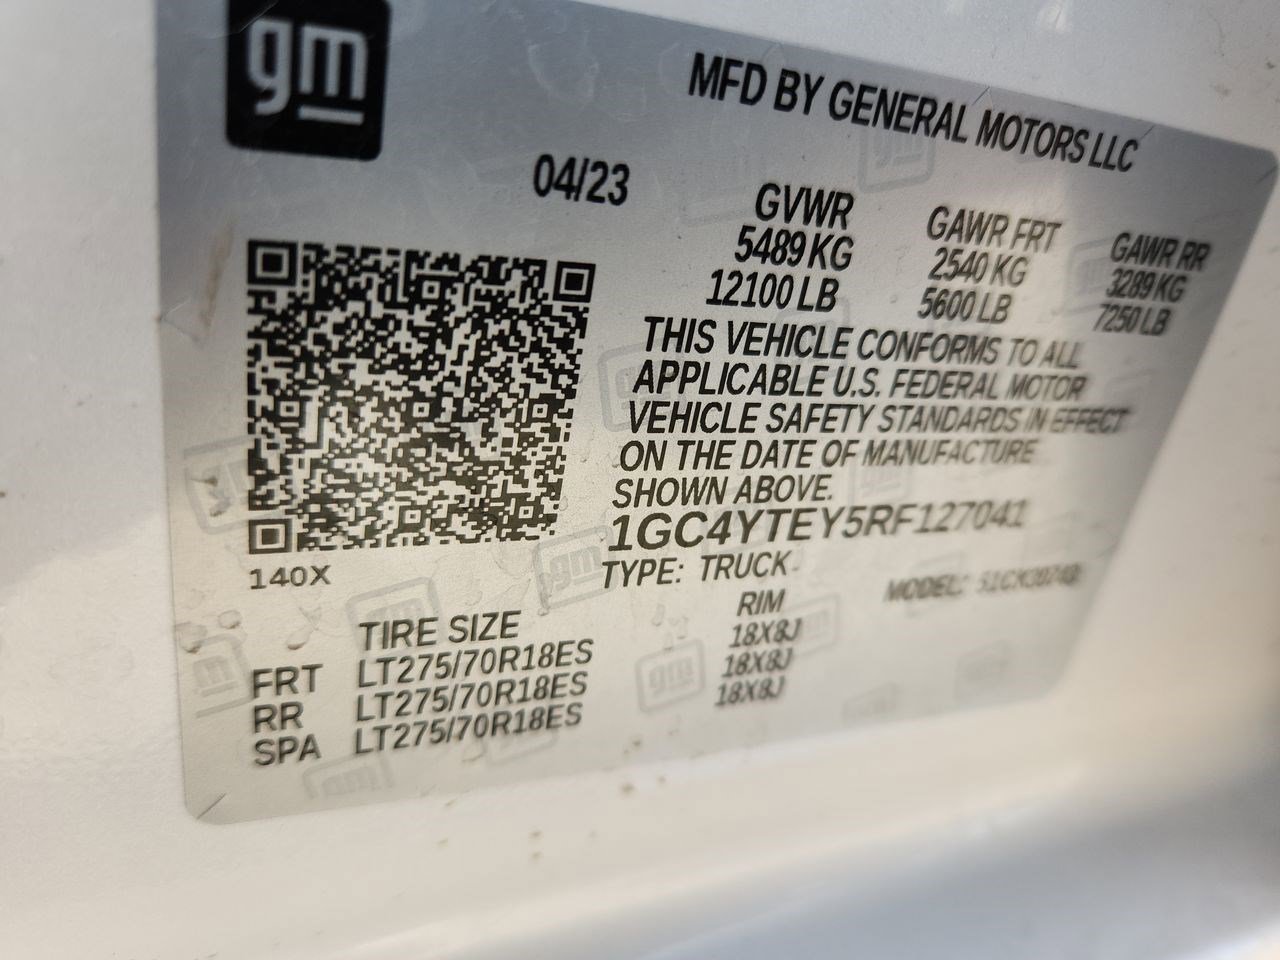 gm
MFD BY GENERAL MOTORS LLC
04/23
GVWR GAWR FRT GAWR RR
5489 KG 2540 KG 3289 KG
12100 LB 5600 LB 7250 LB
THIS VEHICLE CONFORMS TO ALL
APPLICABLE U.S. FEDERAL MOTOR
VEHICLE SAFETY STANDARDS IN EFFECT
ON THE DATE OF MANUFACTURE
SHOWN ABOVE.
1GC4YTEY5RF127041
140X
TYPE: TRUCK MODEL:
TIRE SIZE RIM
FRT LT275/70R18ES 18X8J
RR LT275/70R18ES 18X8J
SPA LT275/70R18ES 18X8J